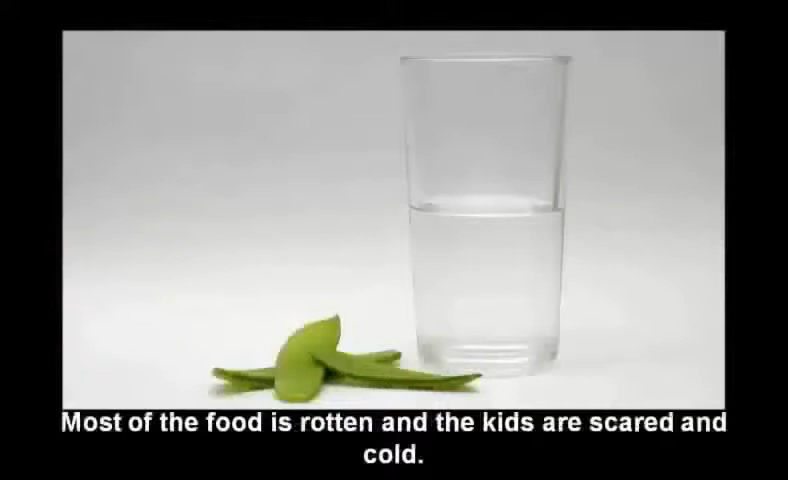 Most of the food is rotten and the kids are scared and
cold.